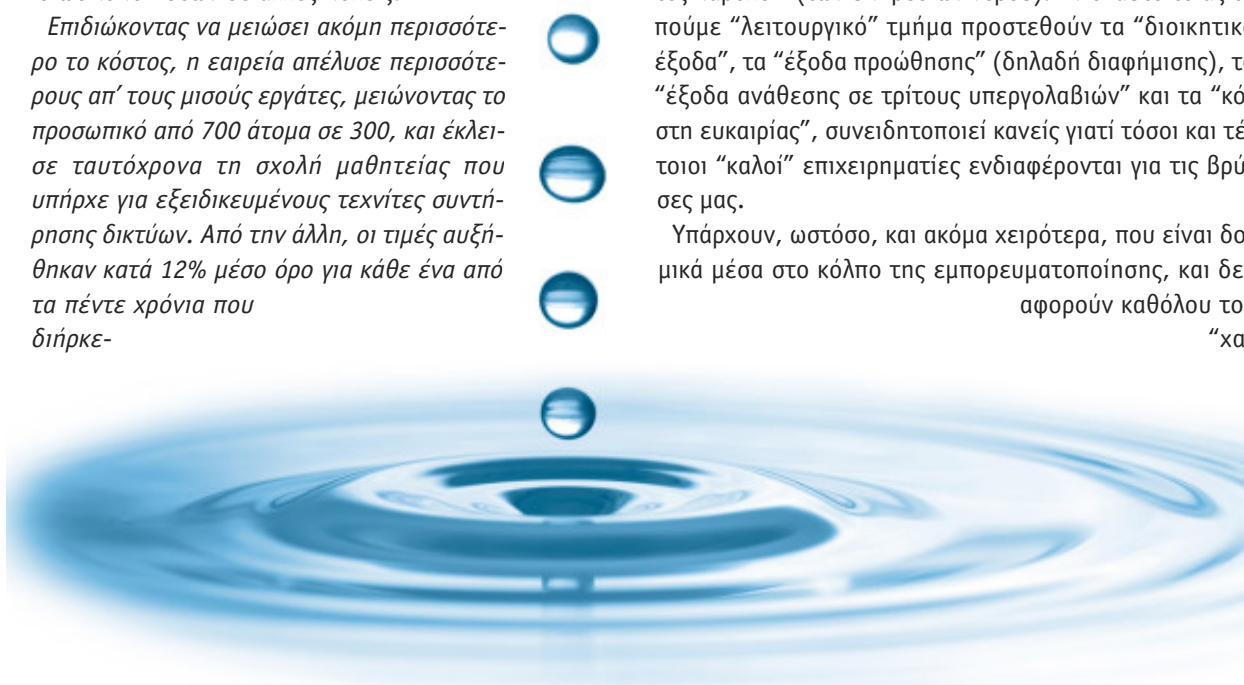 Επιδιώκοντας να μειώσει ακόμη περισσότε-
ρο το κόστος, η εαιρεία απέλυσε περισσότε-
ρους απ’ τους μισούς εργάτες, μειώνοντας το
προσωπικό από 700 άτομα σε 300, και έκλει-
σε ταυτόχρονα τη σχολή μαθητείας που
υπήρχε για εξειδικευμένους τεχνίτες συντή-
ρησης δικτύων. Από την άλλη, οι τιμές αυξή-
θηκαν κατά 12% μέσο όρο για κάθε ένα από
τα πέντε χρόνια που
διήρκε-
πούμε “λειτουργικό” τμήμα προστεθούν τα “διοικητικά
έξοδα”, τα “έξοδα προώθησης” (δηλαδή διαφήμισης), τα
“έξοδα ανάθεσης σε τρίτους υπεργολαβιών” και τα “κό-
στη ευκαιρίας”, συνειδητοποιεί κανείς γιατί τόσοι και τέ-
τοιοι “καλοί” επιχειρηματίες ενδιαφέρονται για τις βρύ-
σες μας.
Υπάρχουν, ωστόσο, και ακόμα χειρότερα, που είναι δο-
μικά μέσα στο κόλπο της εμπορευματοποίησης, και δεν
αφορούν καθόλου το
“χα